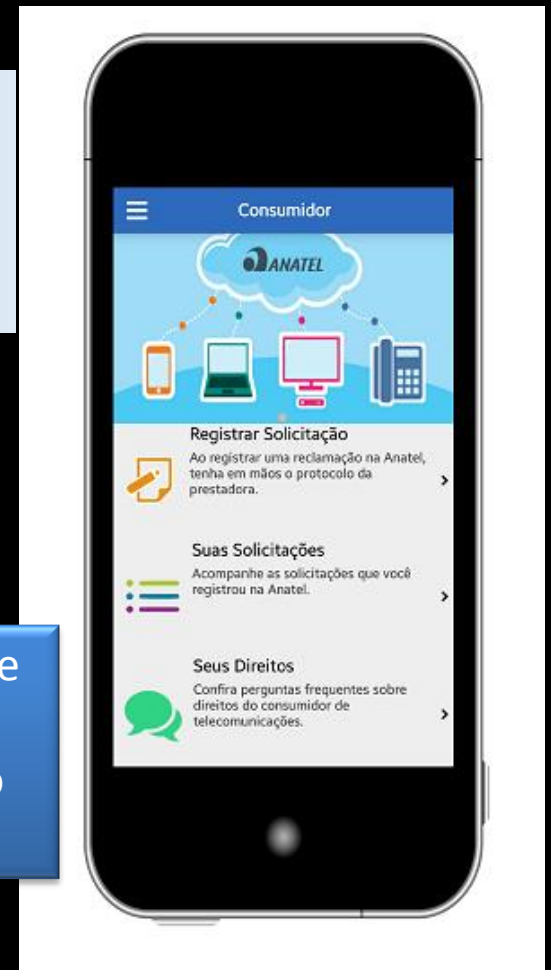 Consumidor
ANATEL
Registrar Solicitação
Ao registrar uma reclamação na Anatel,
tenha em mãos o protocolo da
prestadora.
Suas Solicitações
Acompanhe as solicitações que você
registrou na Anatel.
Seus Direitos
Confira perguntas frequentes sobre
direitos do consumidor de
telecomunicações.